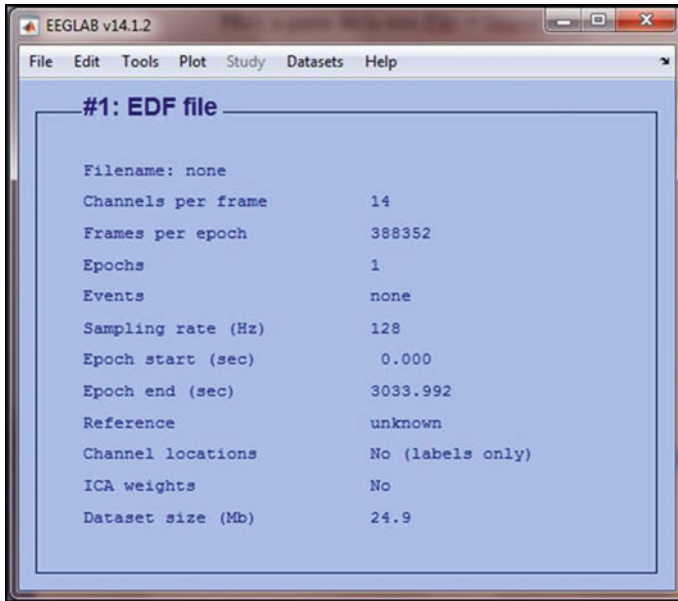 EEGLAB v14.1.2
File Edit Tools Plot Study Datasets Help
#1: EDF file
Filename: none
Channels per frame 14
Frames per epoch 388352
Epochs 1
Events none
Sampling rate (Hz) 128
Epoch start (sec) 0.000
Epoch end (sec) 3033.992
Reference unknown
Channel locations No (labels only)
ICA weights No
Dataset size (Mb) 24.9